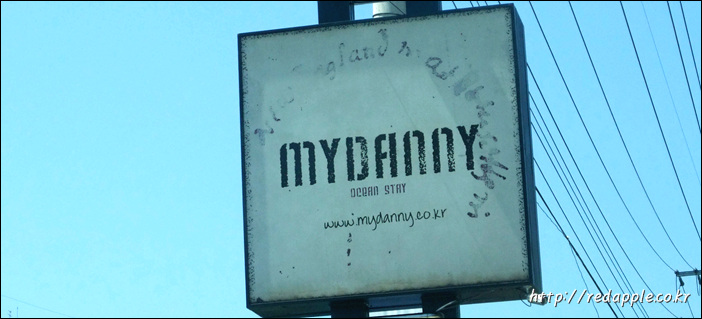 MYDANNY
OCEAN STAY
www.mydanny.co.kr
http://redapple.co.kr